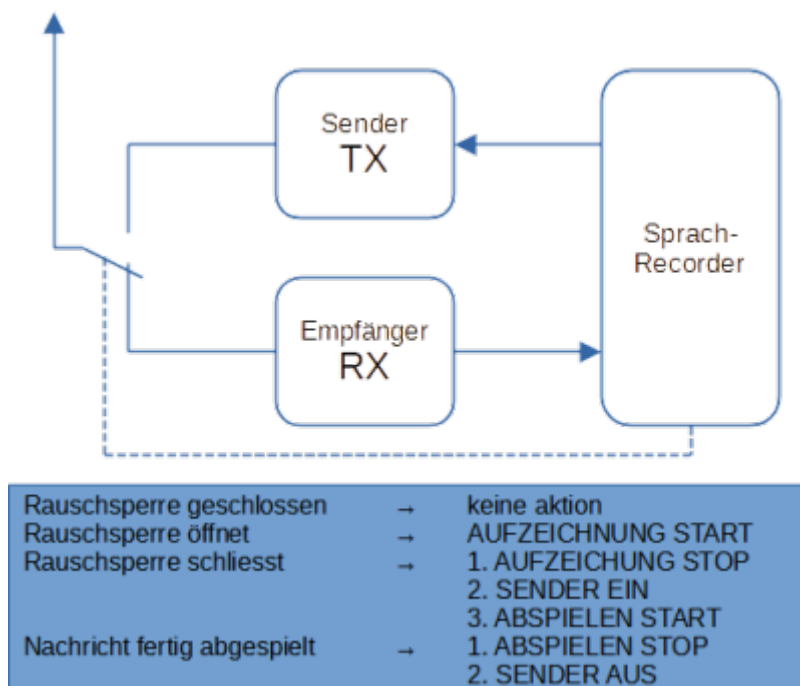 Sender
TX
Sprach-
Recorder
Empfänger
RX
Rauschsperre geschlossen → keine aktion
Rauschsperre öffnet → AUFZEICHNUNG START
Rauschsperre schliesst → 1. AUFZEICHUNG STOP
2. SENDER EIN
3. ABSPIELEN START
Nachricht fertig abgespielt → 1. ABSPIELEN STOP
2. SENDER AUS